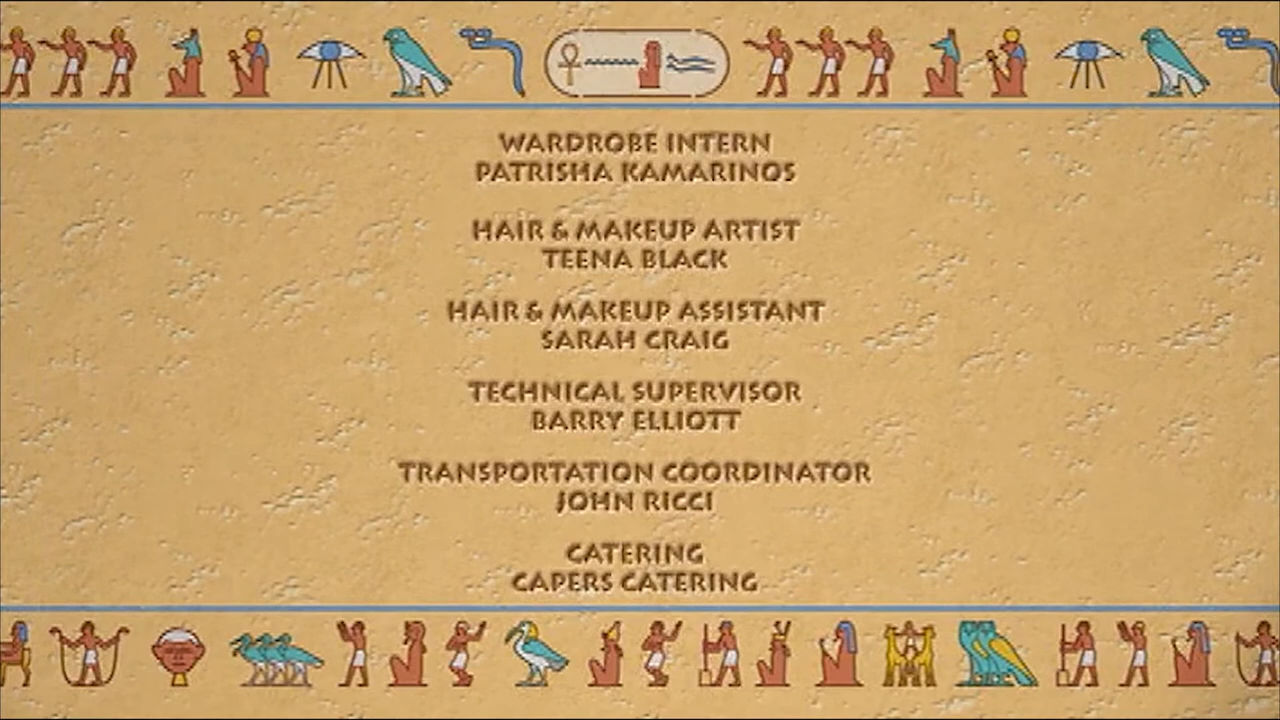 WARDROBE INTERN
PATRISHA KAMARINOS
HAIR & MAKEUP ARTIST
TEENA BLACK
HAIR & MAKEUP ASSISTANT
SARAH CRAIG
TECHNICAL SUPERVISOR
BARRY ELLIOTT
TRANSPORTATION COORDINATOR
JOHN RICCI
CATERING
CAPERS CATERING